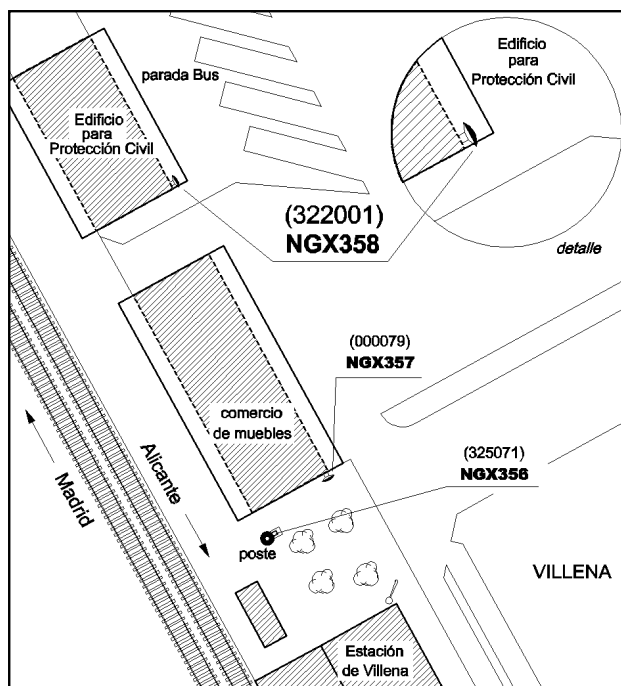 parada Bus
Edificio
para
Protección Civil
Edificio
para
Protección Civil
(322001)
NGX358
detalle
(000079)
NGX357
comercio
de muebles
(325071)
NGX356
Madrid
Alicante
poste
VILLENA
Estación
de Villena